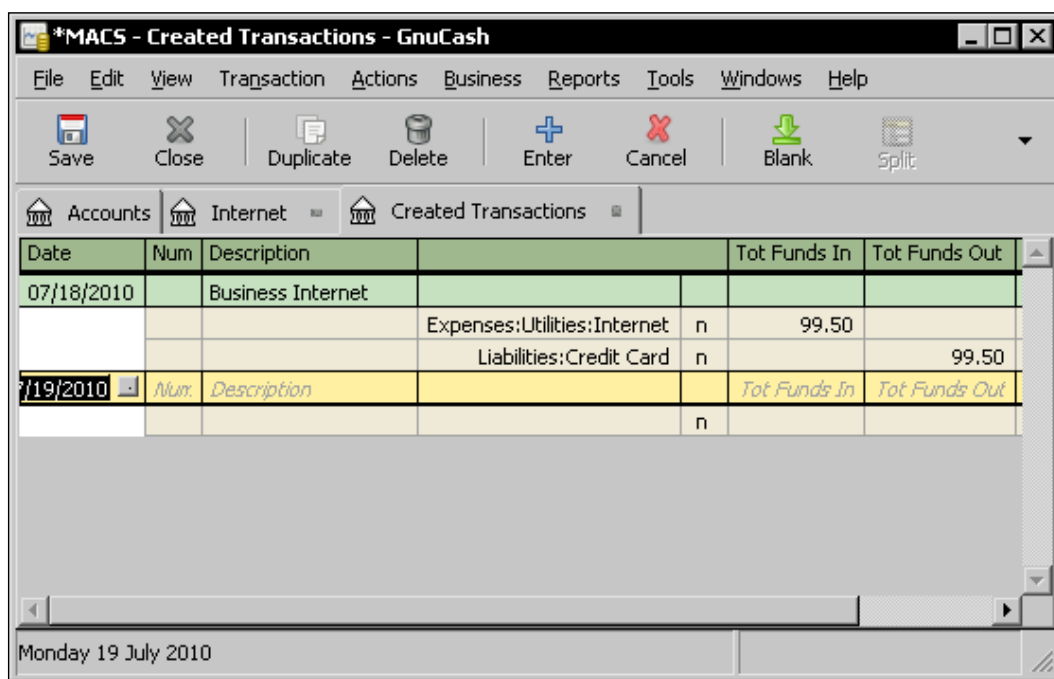 *MACS - Created Transactions - GnuCash
File Edit View Transaction Actions Business Reports Tools Windows Help
Save Close Duplicate Delete Enter Cancel Blank Split
Accounts Internet Created Transactions
Date Num Description Tot Funds In Tot Funds Out
07/18/2010 Business Internet
Expenses:Utilities:Internet n 99.50
Liabilities:Credit Card n 99.50
7/19/2010 Num Description Tot Funds In Tot Funds Out
n
Monday 19 July 2010